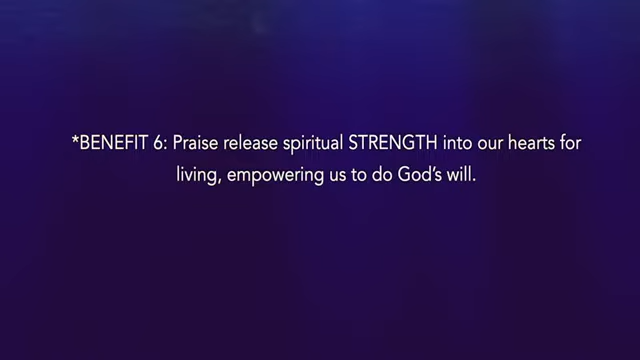 *BENEFIT 6: Praise release spiritual STRENGTH into our hearts for
living, empowering us to do God’s will.